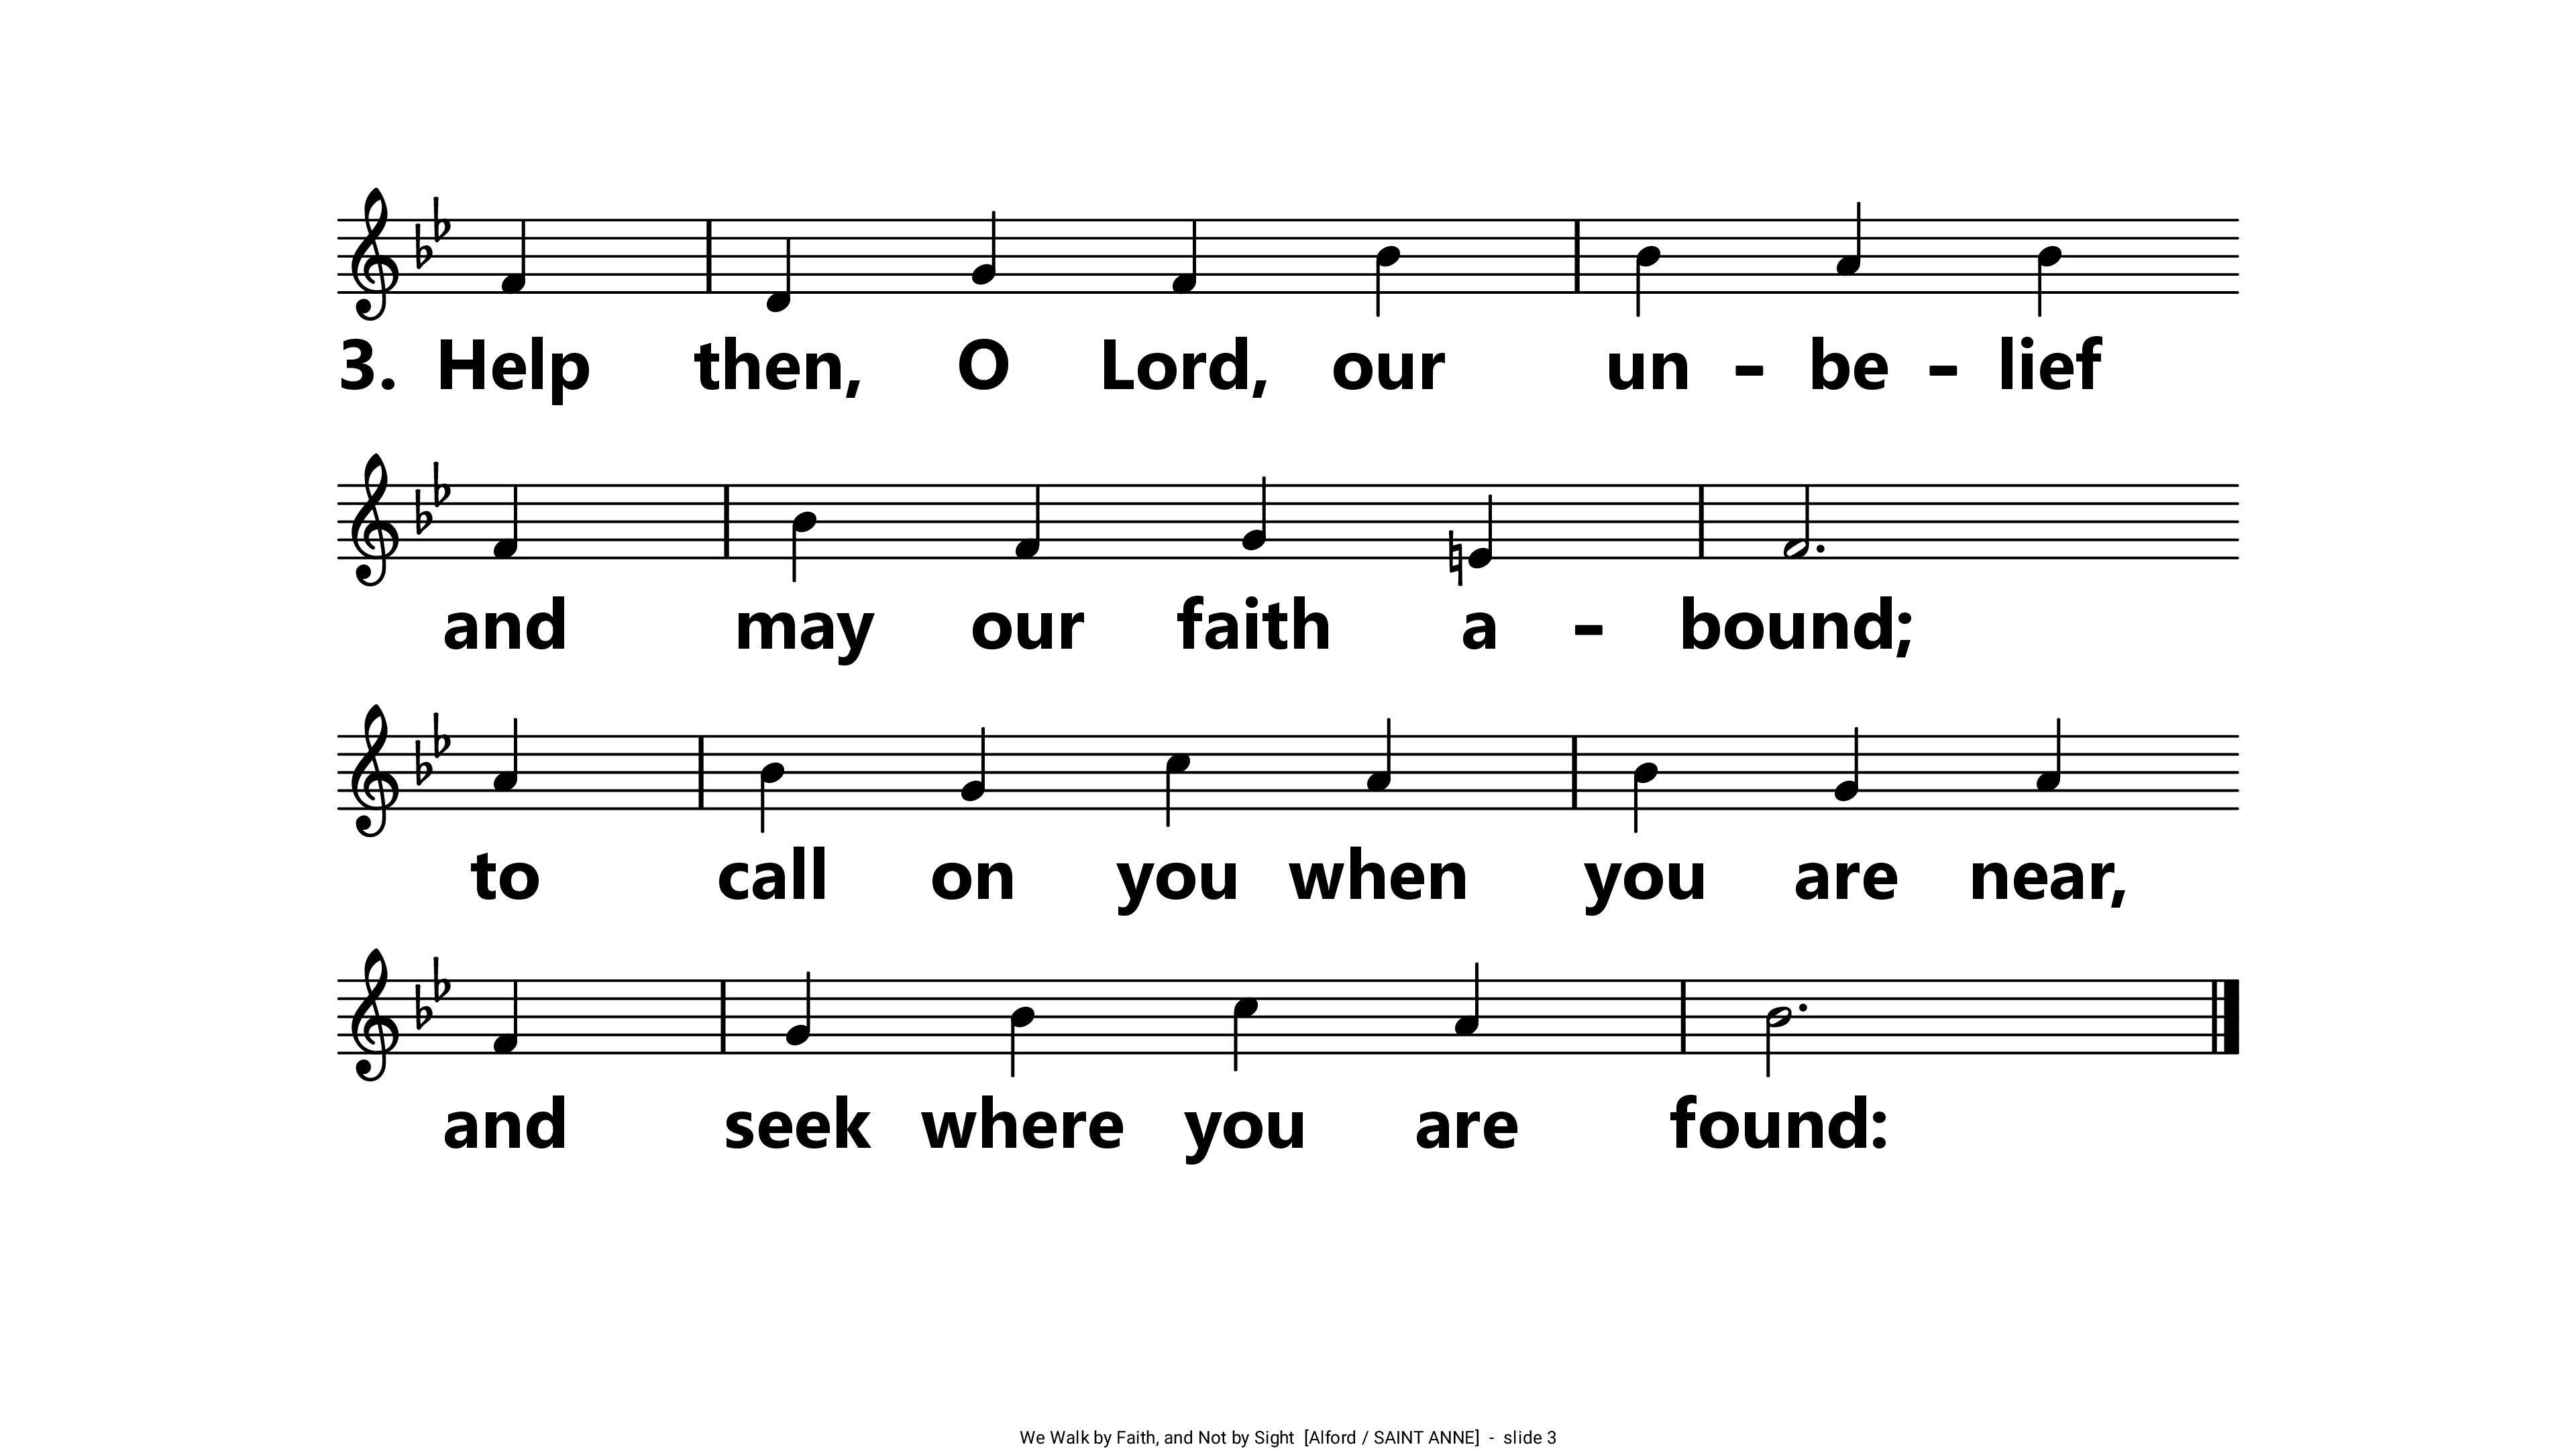 3. Help then, O Lord, our un - be - lief
and may our faith a - bound;
to call on you when you are near,
and seek where you are found:
We Walk by Faith, and Not by Sight [Alford / SAINT ANNE] - slide 3